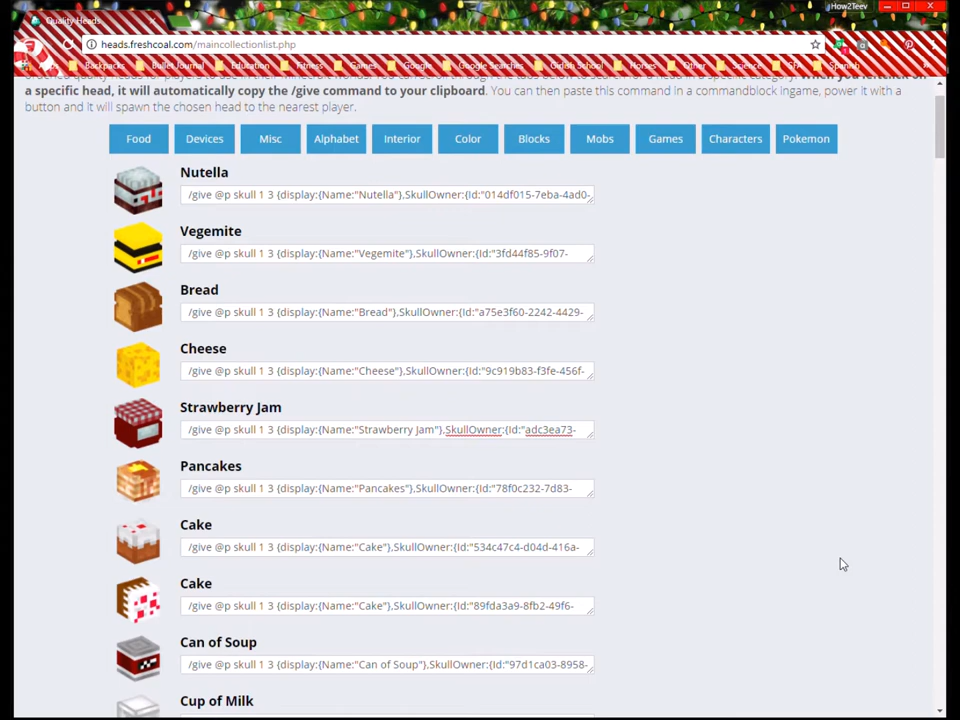 Quality Heads
How2Teev
heads.freshcoal.com/maincollectionlist.php
Backpacks Bullet Journal Education Fitness Games Google Google Searches Horses Other Science SFA Spanish
a specific head, it will automatically copy the /give command to your clipboard. You can then paste this command in a commandblock ingame, power it with a
button and it will spawn the chosen head to the nearest player.
Food Devices Misc Alphabet Interior Color Blocks Mobs Games Characters Pokemon
Nutella
/give @p skull 1 3 {display:{Name:"Nutella"},SkullOwner:{Id:"014df015-7eba-4ad0-
Vegemite
/give @p skull 1 3 {display:{Name:"Vegemite"},SkullOwner:{Id:"3fd44f85-9f07-
Bread
/give @p skull 1 3 {display:{Name:"Bread"},SkullOwner:{Id:"a75e3f60-2242-4429-
Cheese
/give @p skull 1 3 {display:{Name:"Cheese"},SkullOwner:{Id:"9c919b83-f3fe-456f-
Strawberry Jam
/give @p skull 1 3 {display:{Name:"Strawberry Jam"},SkullOwner:{Id:"adc3ea73-
Pancakes
/give @p skull 1 3 {display:{Name:"Pancakes"},SkullOwner:{Id:"78f0c232-7d83-
Cake
/give @p skull 1 3 {display:{Name:"Cake"},SkullOwner:{Id:"534c47c4-d04d-416a-
Cake
/give @p skull 1 3 {display:{Name:"Cake"},SkullOwner:{Id:"89fda3a9-8fb2-49f6-
Can of Soup
/give @p skull 1 3 {display:{Name:"Can of Soup"},SkullOwner:{Id:"97d1ca03-8958-
Cup of Milk